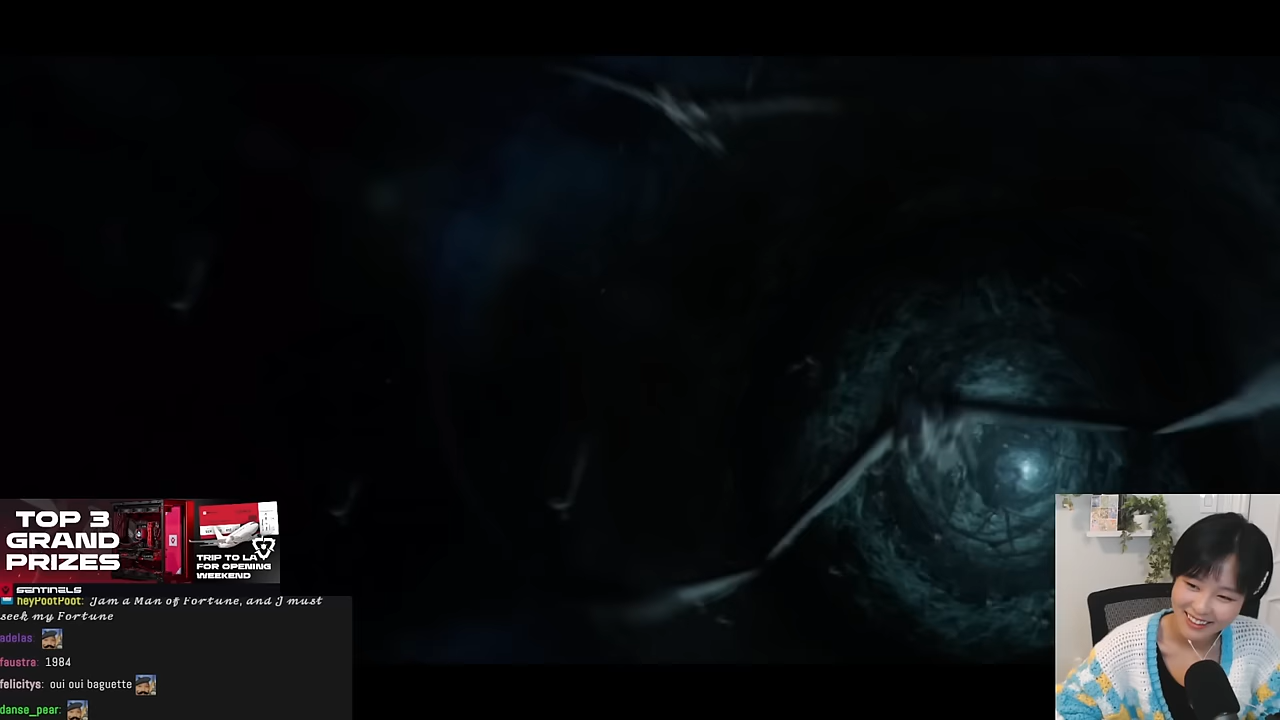 TOP 3
GRAND
PRIZES
TRIP TO LA
FOR OPENING
WEEKEND
SENTINELS
heyPootPoot: Jam a Man of Fortune, and J must
seek my Fortune
adelas:
faustra: 1984
felicitys: oui oui baguette
danse_pear: